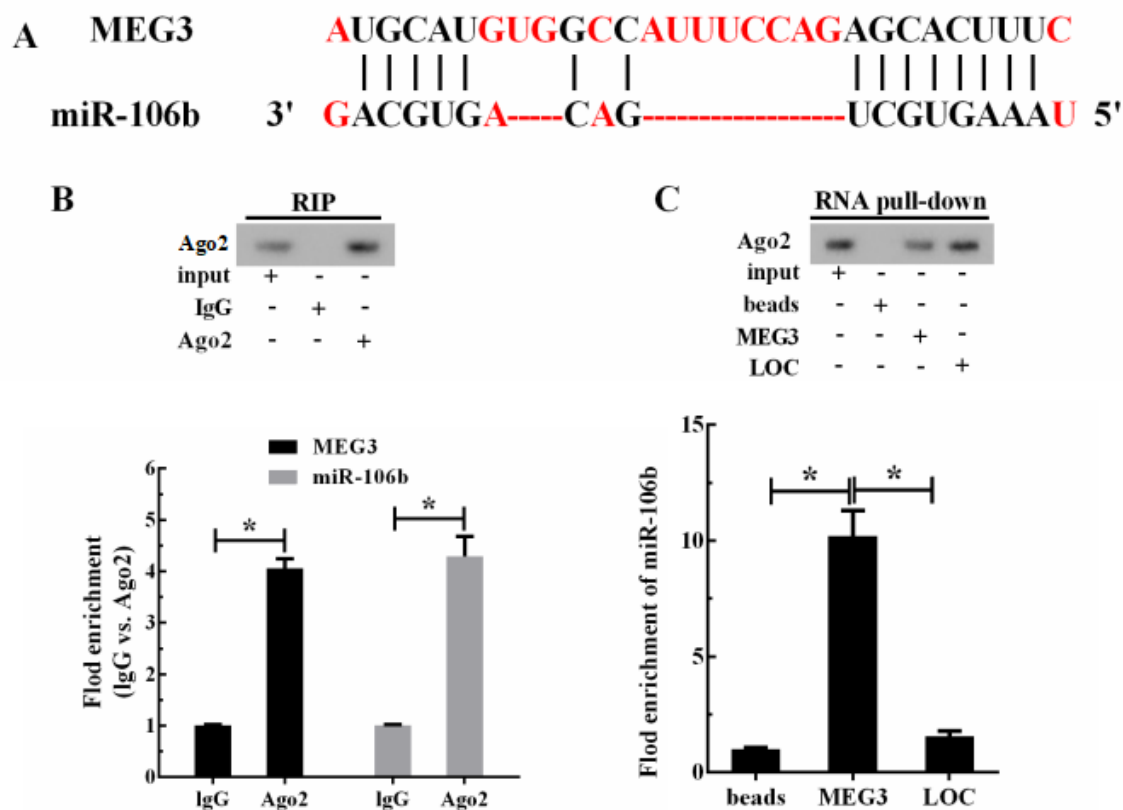 A MEG3 AUGCAUGUGGCCAUUUCCAGAGCACUUUC
miR-106b 3' GACGUGA-----CAG-----------------UCGUGAAAU 5'
B RIP
Ago2
input + - -
IgG - + -
Ago2 - - +
C RNA pull-down
Ago2
input + - - -
beads - + - -
MEG3 - - + -
LOC - - - +
MEG3
miR-106b
Flod enrichment
(IgG vs. Ago2)
6
5
4
3
2
1
0
* *
IgG Ago2 IgG Ago2
Flod enrichment of miR-106b
15
10
5
0
* *
beads MEG3 LOC